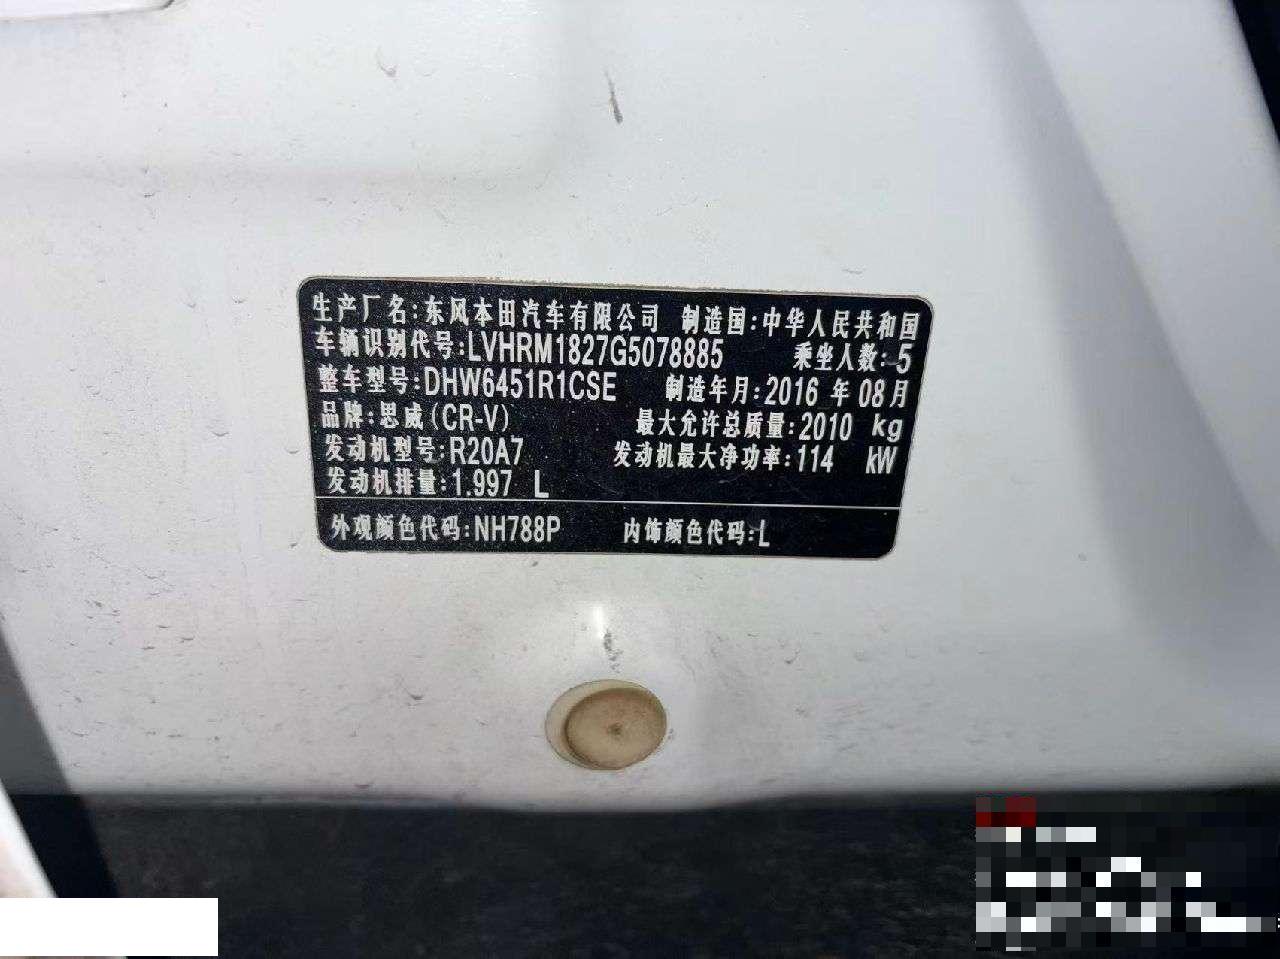 生产厂名:东风本田汽车有限公司 制造国:中华人民共和国
车辆识别代号:LVHRM1827G5078885 乘坐人数:5
整车型号:DHW6451R1CSE 制造年月:2016 年 08 月
品牌:思威(CR-V) 最大允许总质量:2010 kg
发动机型号:R20A7 发动机最大净功率:114 kW
发动机排量:1.997 L
外观颜色代码:NH788P 内饰颜色代码:L